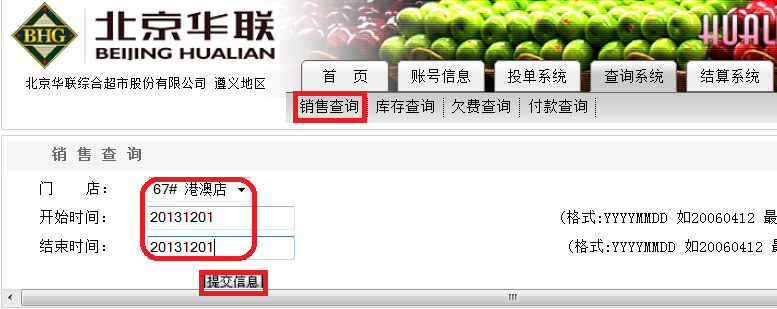 BHG
北京华联
BEIJING HUALIAN
HUAL
北京华联综合超市股份有限公司 遵义地区
首 页 账号信息 投单系统 查询系统 结算系统
销售查询 库存查询 欠费查询 付款查询
销 售 查 询
门 店： 67# 港澳店
开始时间： 20131201 (格式:YYYYMMDD 如20060412 最
结束时间： 20131201 (格式:YYYYMMDD 如20060412 最
提交信息